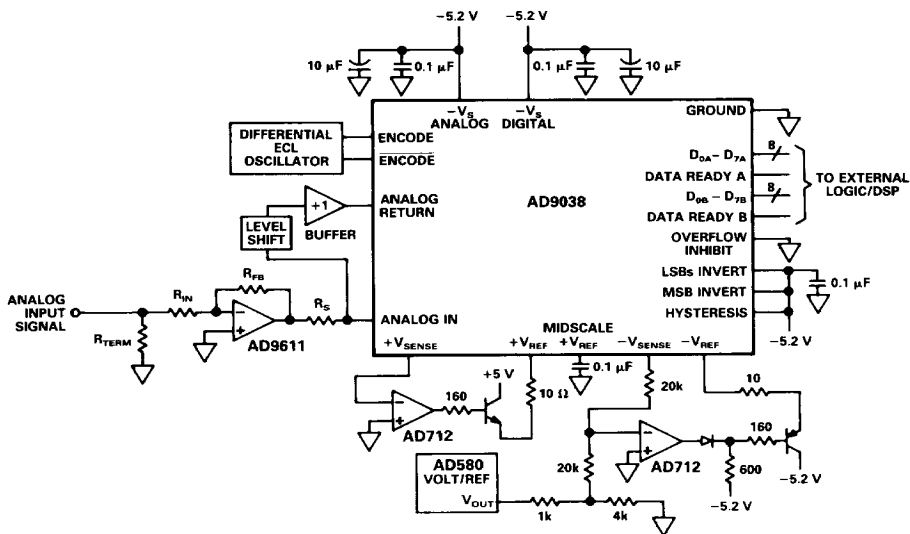 −5.2 V
−5.2 V
10 µF
0.1 µF
0.1 µF
10 µF
−VS
ANALOG
−VS
DIGITAL
GROUND
DIFFERENTIAL
ECL
OSCILLATOR
ENCODE
ENCODE
ANALOG
RETURN
+1
BUFFER
LEVEL
SHIFT
AD9038
8
D0A – D7A
DATA READY A
8
D0B – D7B
DATA READY B
TO EXTERNAL
LOGIC/DSP
OVERFLOW
INHIBIT
LSBs INVERT
MSB INVERT
HYSTERESIS
0.1 µF
−5.2 V
ANALOG
INPUT
SIGNAL
RTERM
RIN
RFB
−
+
AD9611
RS
ANALOG IN
+VSENSE
+VREF
MIDSCALE
+VREF
−VSENSE
−VREF
0.1 µF
+5 V
160
10 Ω
−
+
AD712
20k
10
20k
−
+
AD712
160
600
−5.2 V
−5.2 V
AD580
VOLT/REF
VOUT
1k
4k